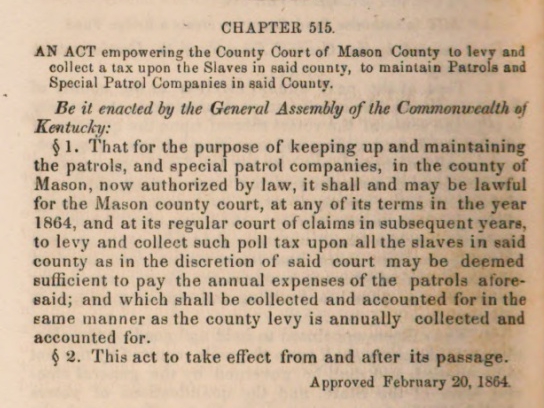 CHAPTER 515.
AN ACT empowering the County Court of Mason County to levy and
collect a tax upon the Slaves in said county, to maintain Patrols and
Special Patrol Companies in said County.
Be it enacted by the General Assembly of the Commonwealth of
Kentucky:
§ 1. That for the purpose of keeping up and maintaining
the patrols, and special patrol companies, in the county of
Mason, now authorized by law, it shall and may be lawful
for the Mason county court, at any of its terms in the year
1864, and at its regular court of claims in subsequent years,
to levy and collect such poll tax upon all the slaves in said
county as in the discretion of said court may be deemed
sufficient to pay the annual expenses of the patrols afore-
said; and which shall be collected and accounted for in the
same manner as the county levy is annually collected and
accounted for.
§ 2. This act to take effect from and after its passage.
Approved February 20, 1864.